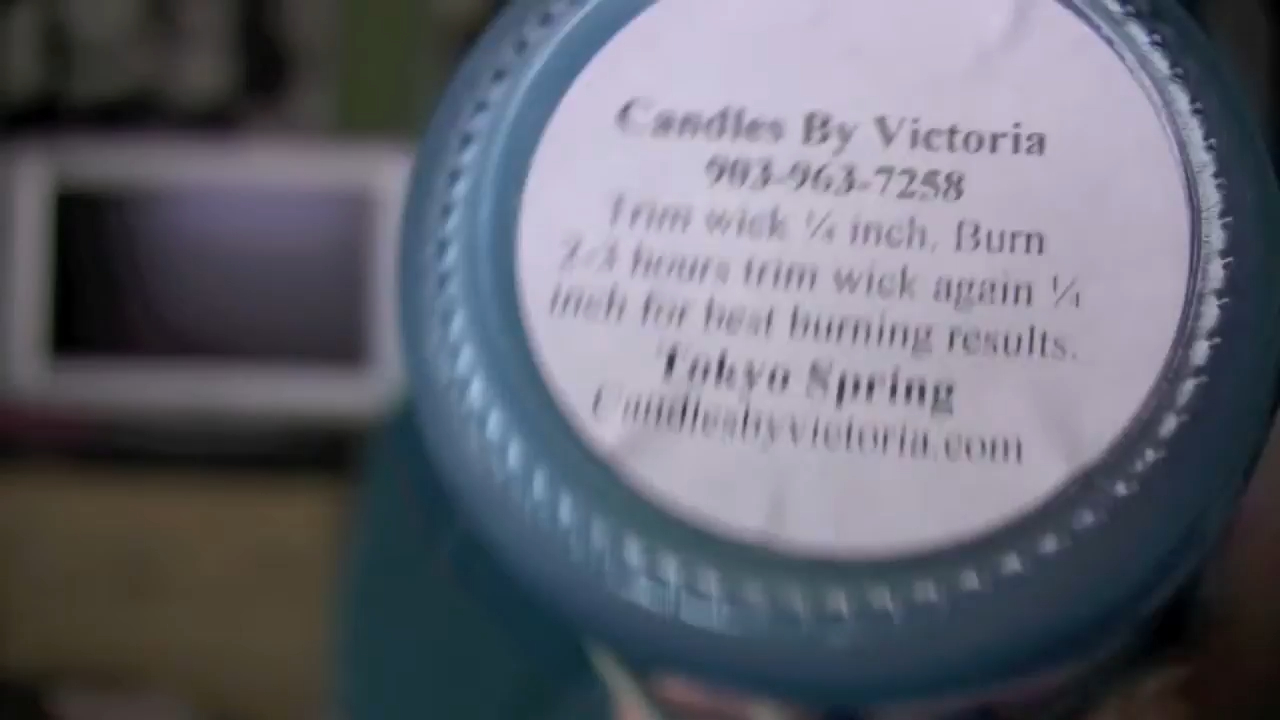 Candles By Victoria
903-963-7258
Trim wick ¼ inch. Burn
2-3 hours trim wick again ¼
inch for best burning results.
Tokyo Spring
Candlesbyvictoria.com